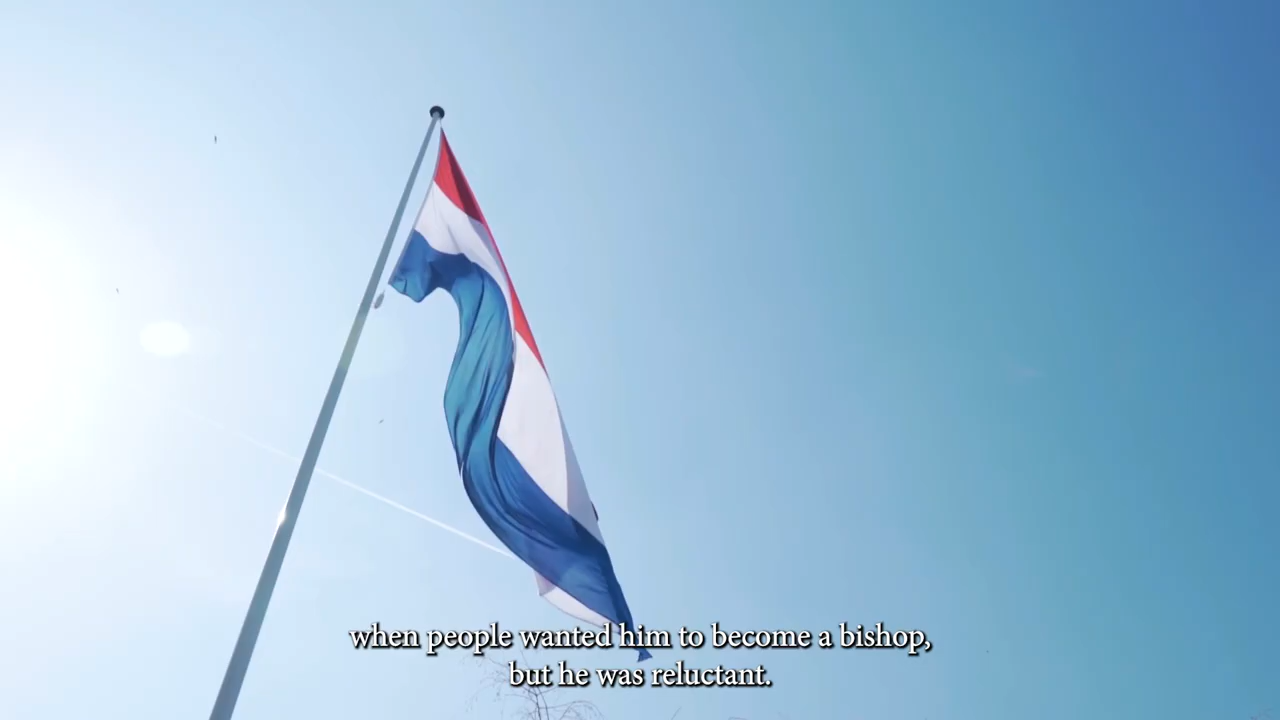 when people wanted him to become a bishop,
but he was reluctant.